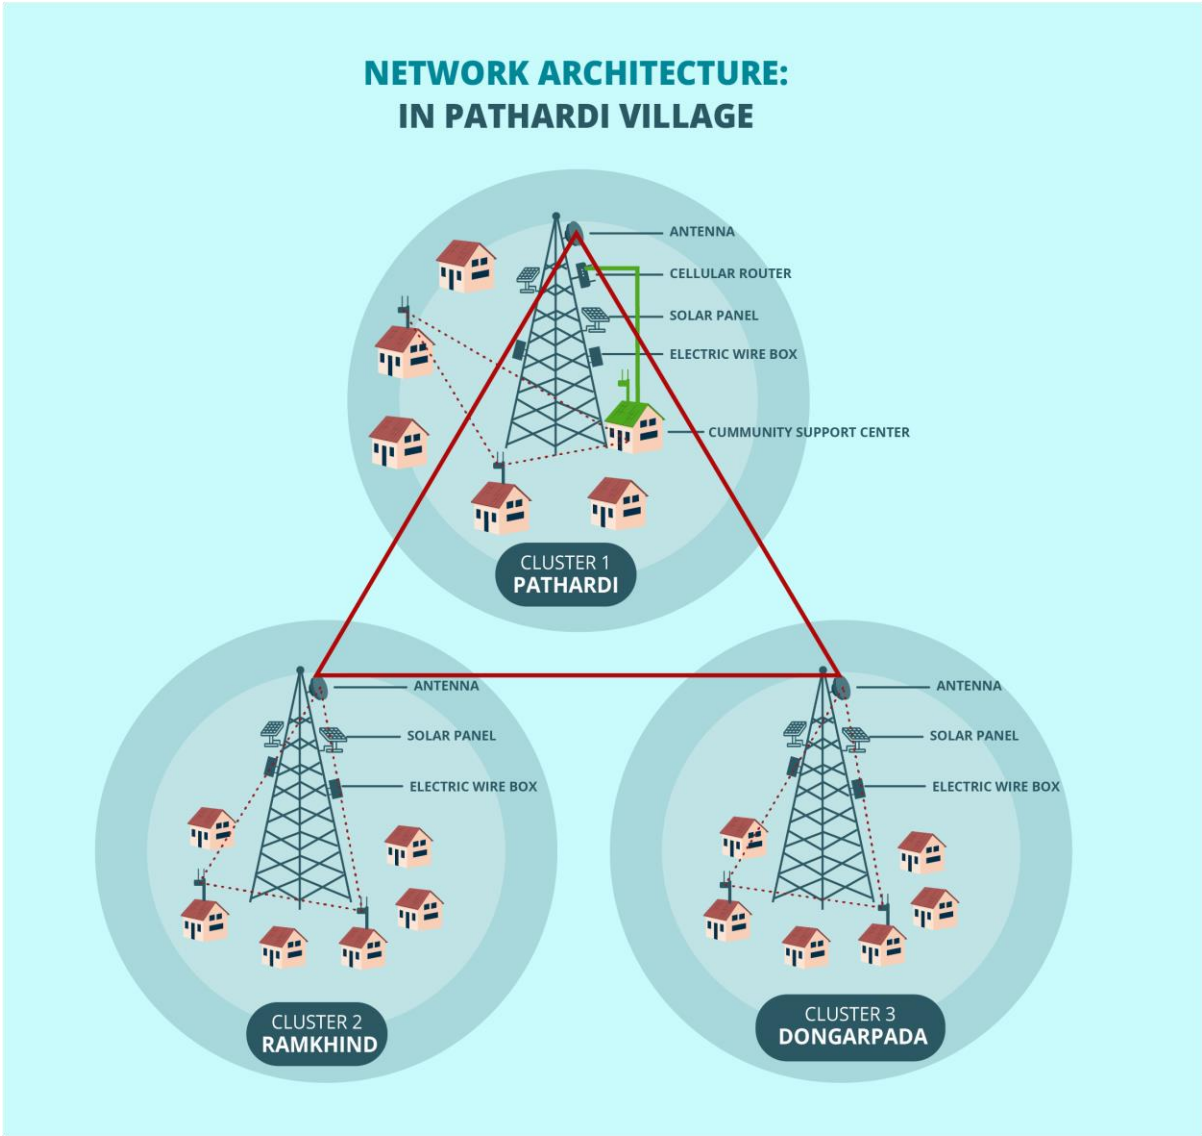 NETWORK ARCHITECTURE:
IN PATHARDI VILLAGE
ANTENNA
CELLULAR ROUTER
SOLAR PANEL
ELECTRIC WIRE BOX
CUMMUNITY SUPPORT CENTER
CLUSTER 1
PATHARDI
ANTENNA
SOLAR PANEL
ELECTRIC WIRE BOX
CLUSTER 2
RAMKHIND
ANTENNA
SOLAR PANEL
ELECTRIC WIRE BOX
CLUSTER 3
DONGARPADA